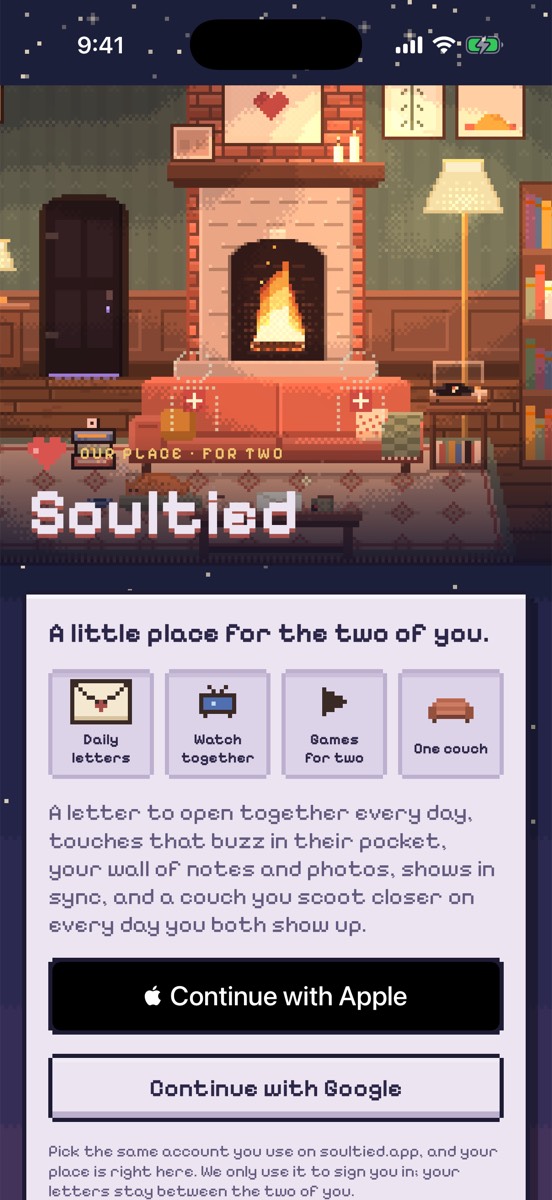 9:41
OUR PLACE · FOR TWO
Soultied
A little place for the two of you.
Daily
letters
Watch
together
Games
for two
One couch
A letter to open together every day,
touches that buzz in their pocket,
your wall of notes and photos, shows in
sync, and a couch you scoot closer on
every day you both show up.
Continue with Apple
Continue with Google
Pick the same account you use on soultied.app, and your
place is right here. We only use it to sign you in; your
letters stay between the two of you.